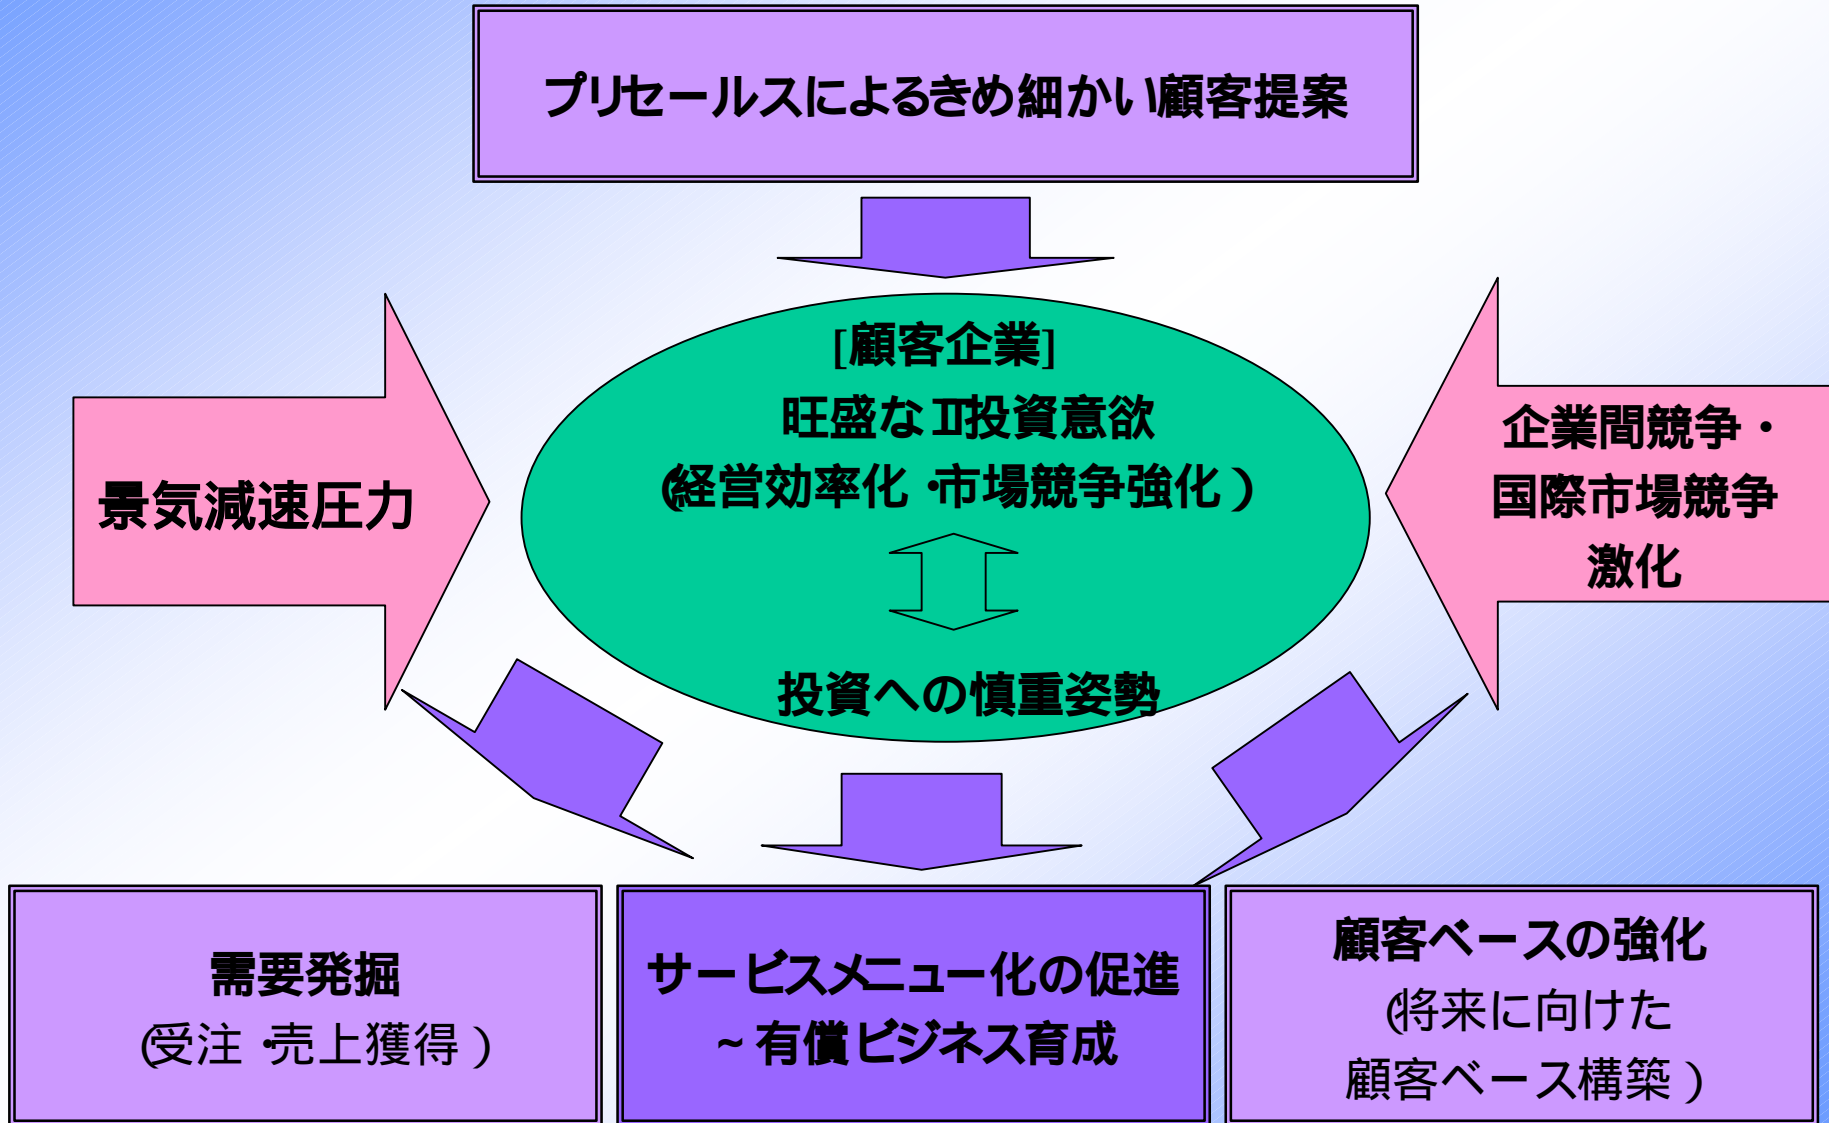 プリセールスによるきめ細かい顧客提案
[顧客企業]
旺盛なIT投資意欲
(経営効率化・市場競争強化)
投資への慎重姿勢
景気減速圧力
企業間競争・
国際市場競争
激化
需要発掘
(受注・売上獲得)
サービスメニュー化の促進
~有償ビジネス育成
顧客ベースの強化
(将来に向けた
顧客ベース構築)